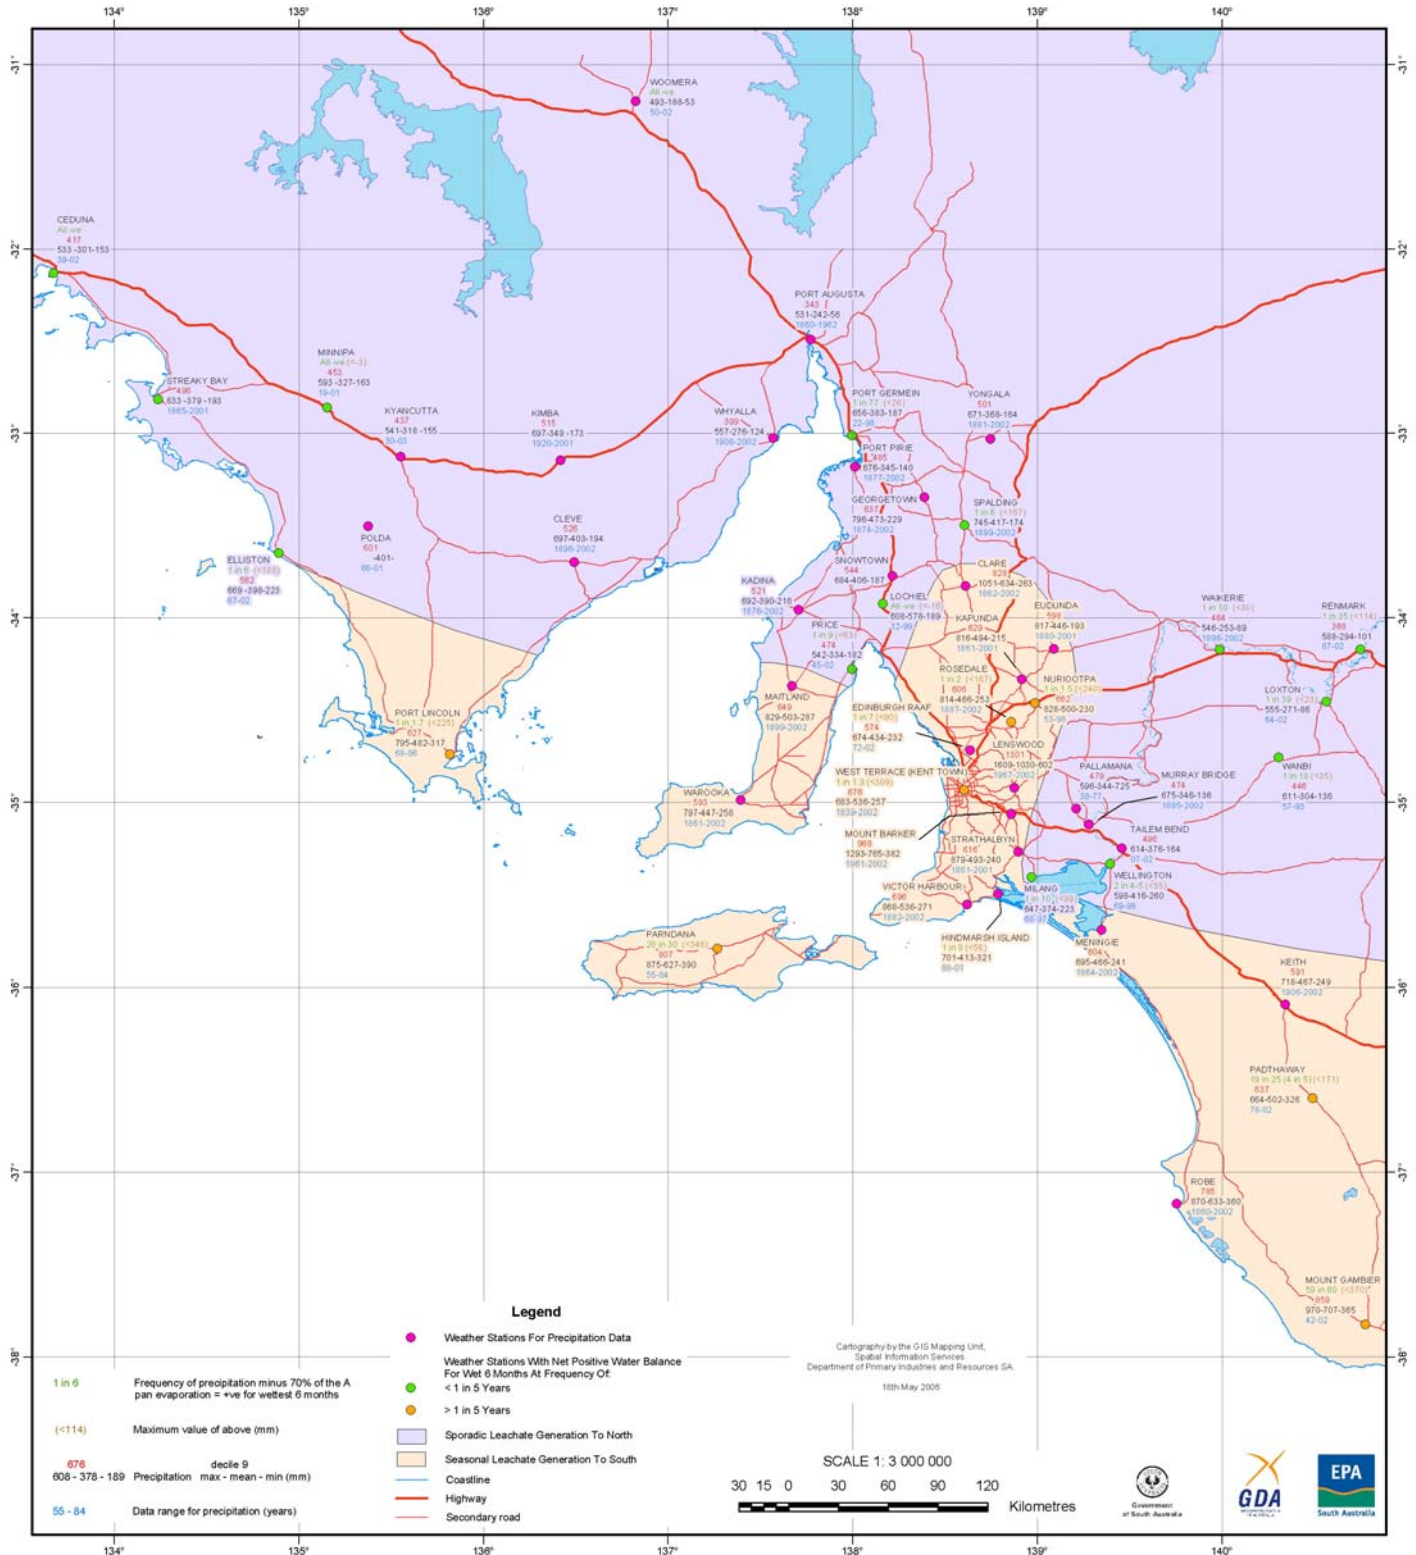 134° 135° 136° 137° 138° 139° 140°
-31° -31°
-32° -32°
-33° -33°
-34° -34°
-35° -35°
-36° -36°
-37° -37°
-38° -38°
WOOMERA
All -ve
493-188-53
50-02
CEDUNA
All -ve
417
533 -301-153
39-02
PORT AUGUSTA
343
531-242-56
1860-1962
MINNIPA
All -ve (<-3)
453
593 -327-163
19-01
STREAKY BAY
496
633 -379 -193
1865-2001
KYANCUTTA
437
541-318 -155
30-03
KIMBA
515
697-349 -173
1920-2001
WHYALLA
399
557-276-124
1906-2002
PORT GERMEIN
1 in 77 (<26)
656-383-187
22-98
YONGALA
501
671-368-164
1881-2002
PORT PIRIE
485
676-345-140
1877-2002
GEORGETOWN
637
796-473-229
1874-2002
SPALDING
1 in 6 (<167)
745-417-174
1899-2002
CLEVE
526
697-403-194
1896-2002
POLDA
601
-401-
66-01
ELLISTON
1 in 6 (<188)
562
669 -398-223
67-02
SNOWTOWN
544
684-406-187
CLARE
828
1051-634-263
1862-2002
KADINA
521
692-390-216
1876-2002
LOCHIEL
All -ve (<-16)
608-578-189
12-99
EUDUNDA
598
817-446-193
1880-2001
WAIKERIE
1 in 10 (<30)
464
546-253-89
1896-2002
RENMARK
1 in 35 (<114)
388
588-294-101
67-02
KAPUNDA
629
816-494-215
1861-2001
PRICE
1 in 9 (<63)
474
542-334-182
45-02
ROSEDALE
1 in 2 (<167)
606
814-466-253
1887-2002
NURIOOTPA
1 in 1.5 (<240)
662
828-500-230
53-98
LOXTON
1 in 39 (<23)
555-271-86
64-02
MAITLAND
649
829-503-287
1899-2002
EDINBURGH RAAF
1 in 7 (<90)
574
674-434-232
72-02
PORT LINCOLN
1 in 1.7 (<225)
627
795-482-317
68-96
LENSWOOD
1301
1609-1030-602
1967-2002
PALLAMANA
479
596-344-725
38-77
MURRAY BRIDGE
474
675-346-136
1885-2002
WANBI
1 in 18 (<35)
446
611-304-136
57-93
WEST TERRACE (KENT TOWN)
1 in 1.3 (<309)
676
683-536-257
1839-2002
WAROOKA
593
797-447-256
1861-2002
MOUNT BARKER
968
1293-765-382
1961-2002
STRATHALBYN
616
879-493-240
1861-2001
TAILEM BEND
496
614-376-164
07-02
WELLINGTON
2 in 4-5 (<55)
598-416-260
69-98
VICTOR HARBOUR
696
868-536-271
1882-2002
MILANG
1 in 10 (<99)
647-374-223
68-97
HINDMARSH ISLAND
1 in 8 (<56)
701-413-321
88-01
MENINGIE
604
695-466-241
1864-2002
PARNDANA
26 in 30 (<346)
807
875-627-390
55-84
KEITH
591
718-467-249
1906-2002
PADTHAWAY
19 in 25 (4 in 5) (<171)
637
664-502-326
78-02
ROBE
785
870-633-360
1860-2002
MOUNT GAMBIER
59 in 60 (<370)
859
970-707-365
42-02
Legend
Weather Stations For Precipitation Data
Weather Stations With Net Positive Water Balance
For Wet 6 Months At Frequency Of:
< 1 in 5 Years
> 1 in 5 Years
Sporadic Leachate Generation To North
Seasonal Leachate Generation To South
Coastline
Highway
Secondary road
1 in 6 Frequency of precipitation minus 70% of the A
pan evaporation = +ve for wettest 6 months
(<114) Maximum value of above (mm)
676 decile 9
608 - 378 - 189 Precipitation max - mean - min (mm)
55 - 84 Data range for precipitation (years)
Cartography by the GIS Mapping Unit,
Spatial Information Services
Department of Primary Industries and Resources SA
18th May 2006
SCALE 1: 3 000 000
30 15 0 30 60 90 120
Kilometres
Government
of South Australia
GDA
EPA
South Australia
134° 135° 136° 137° 138° 139° 140°